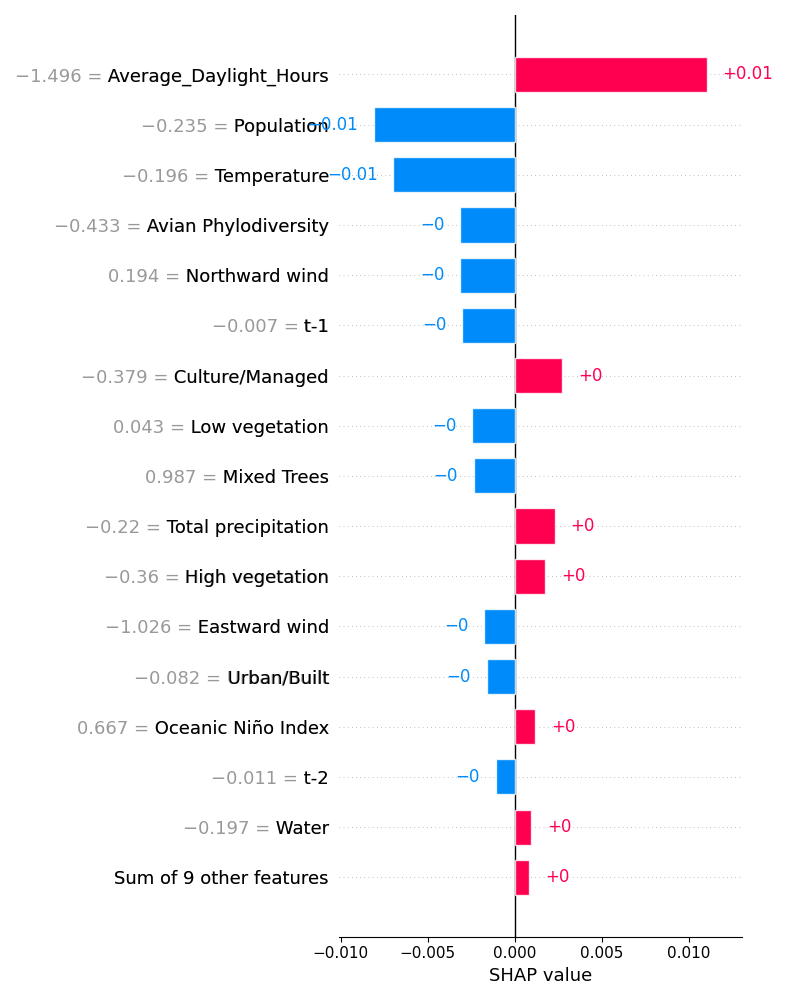 −1.496 = Average_Daylight_Hours +0.01
−0.235 = Population −0.01
−0.196 = Temperature −0.01
−0.433 = Avian Phylodiversity −0
0.194 = Northward wind −0
−0.007 = t-1 −0
−0.379 = Culture/Managed +0
0.043 = Low vegetation −0
0.987 = Mixed Trees −0
−0.22 = Total precipitation +0
−0.36 = High vegetation +0
−1.026 = Eastward wind −0
−0.082 = Urban/Built −0
0.667 = Oceanic Niño Index +0
−0.011 = t-2 −0
−0.197 = Water +0
Sum of 9 other features +0
−0.010 −0.005 0.000 0.005 0.010
SHAP value